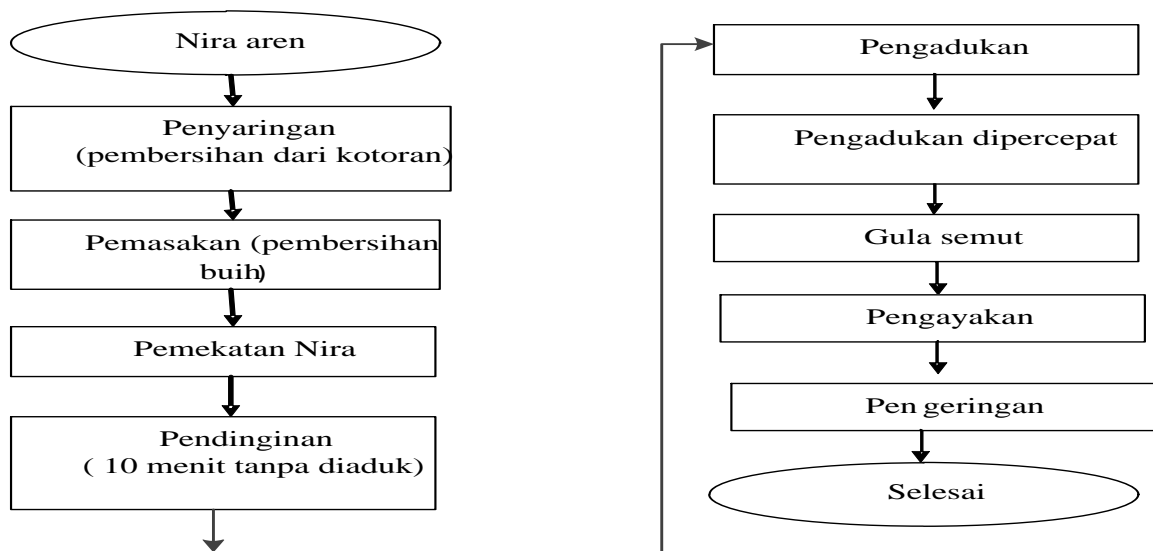 Nira aren
Penyaringan
(pembersihan dari kotoran)
Pemasakan (pembersihan
buih)
Pemekatan Nira
Pendinginan
( 10 menit tanpa diaduk)
Pengadukan
Pengadukan dipercepat
Gula semut
Pengayakan
Pen geringan
Selesai